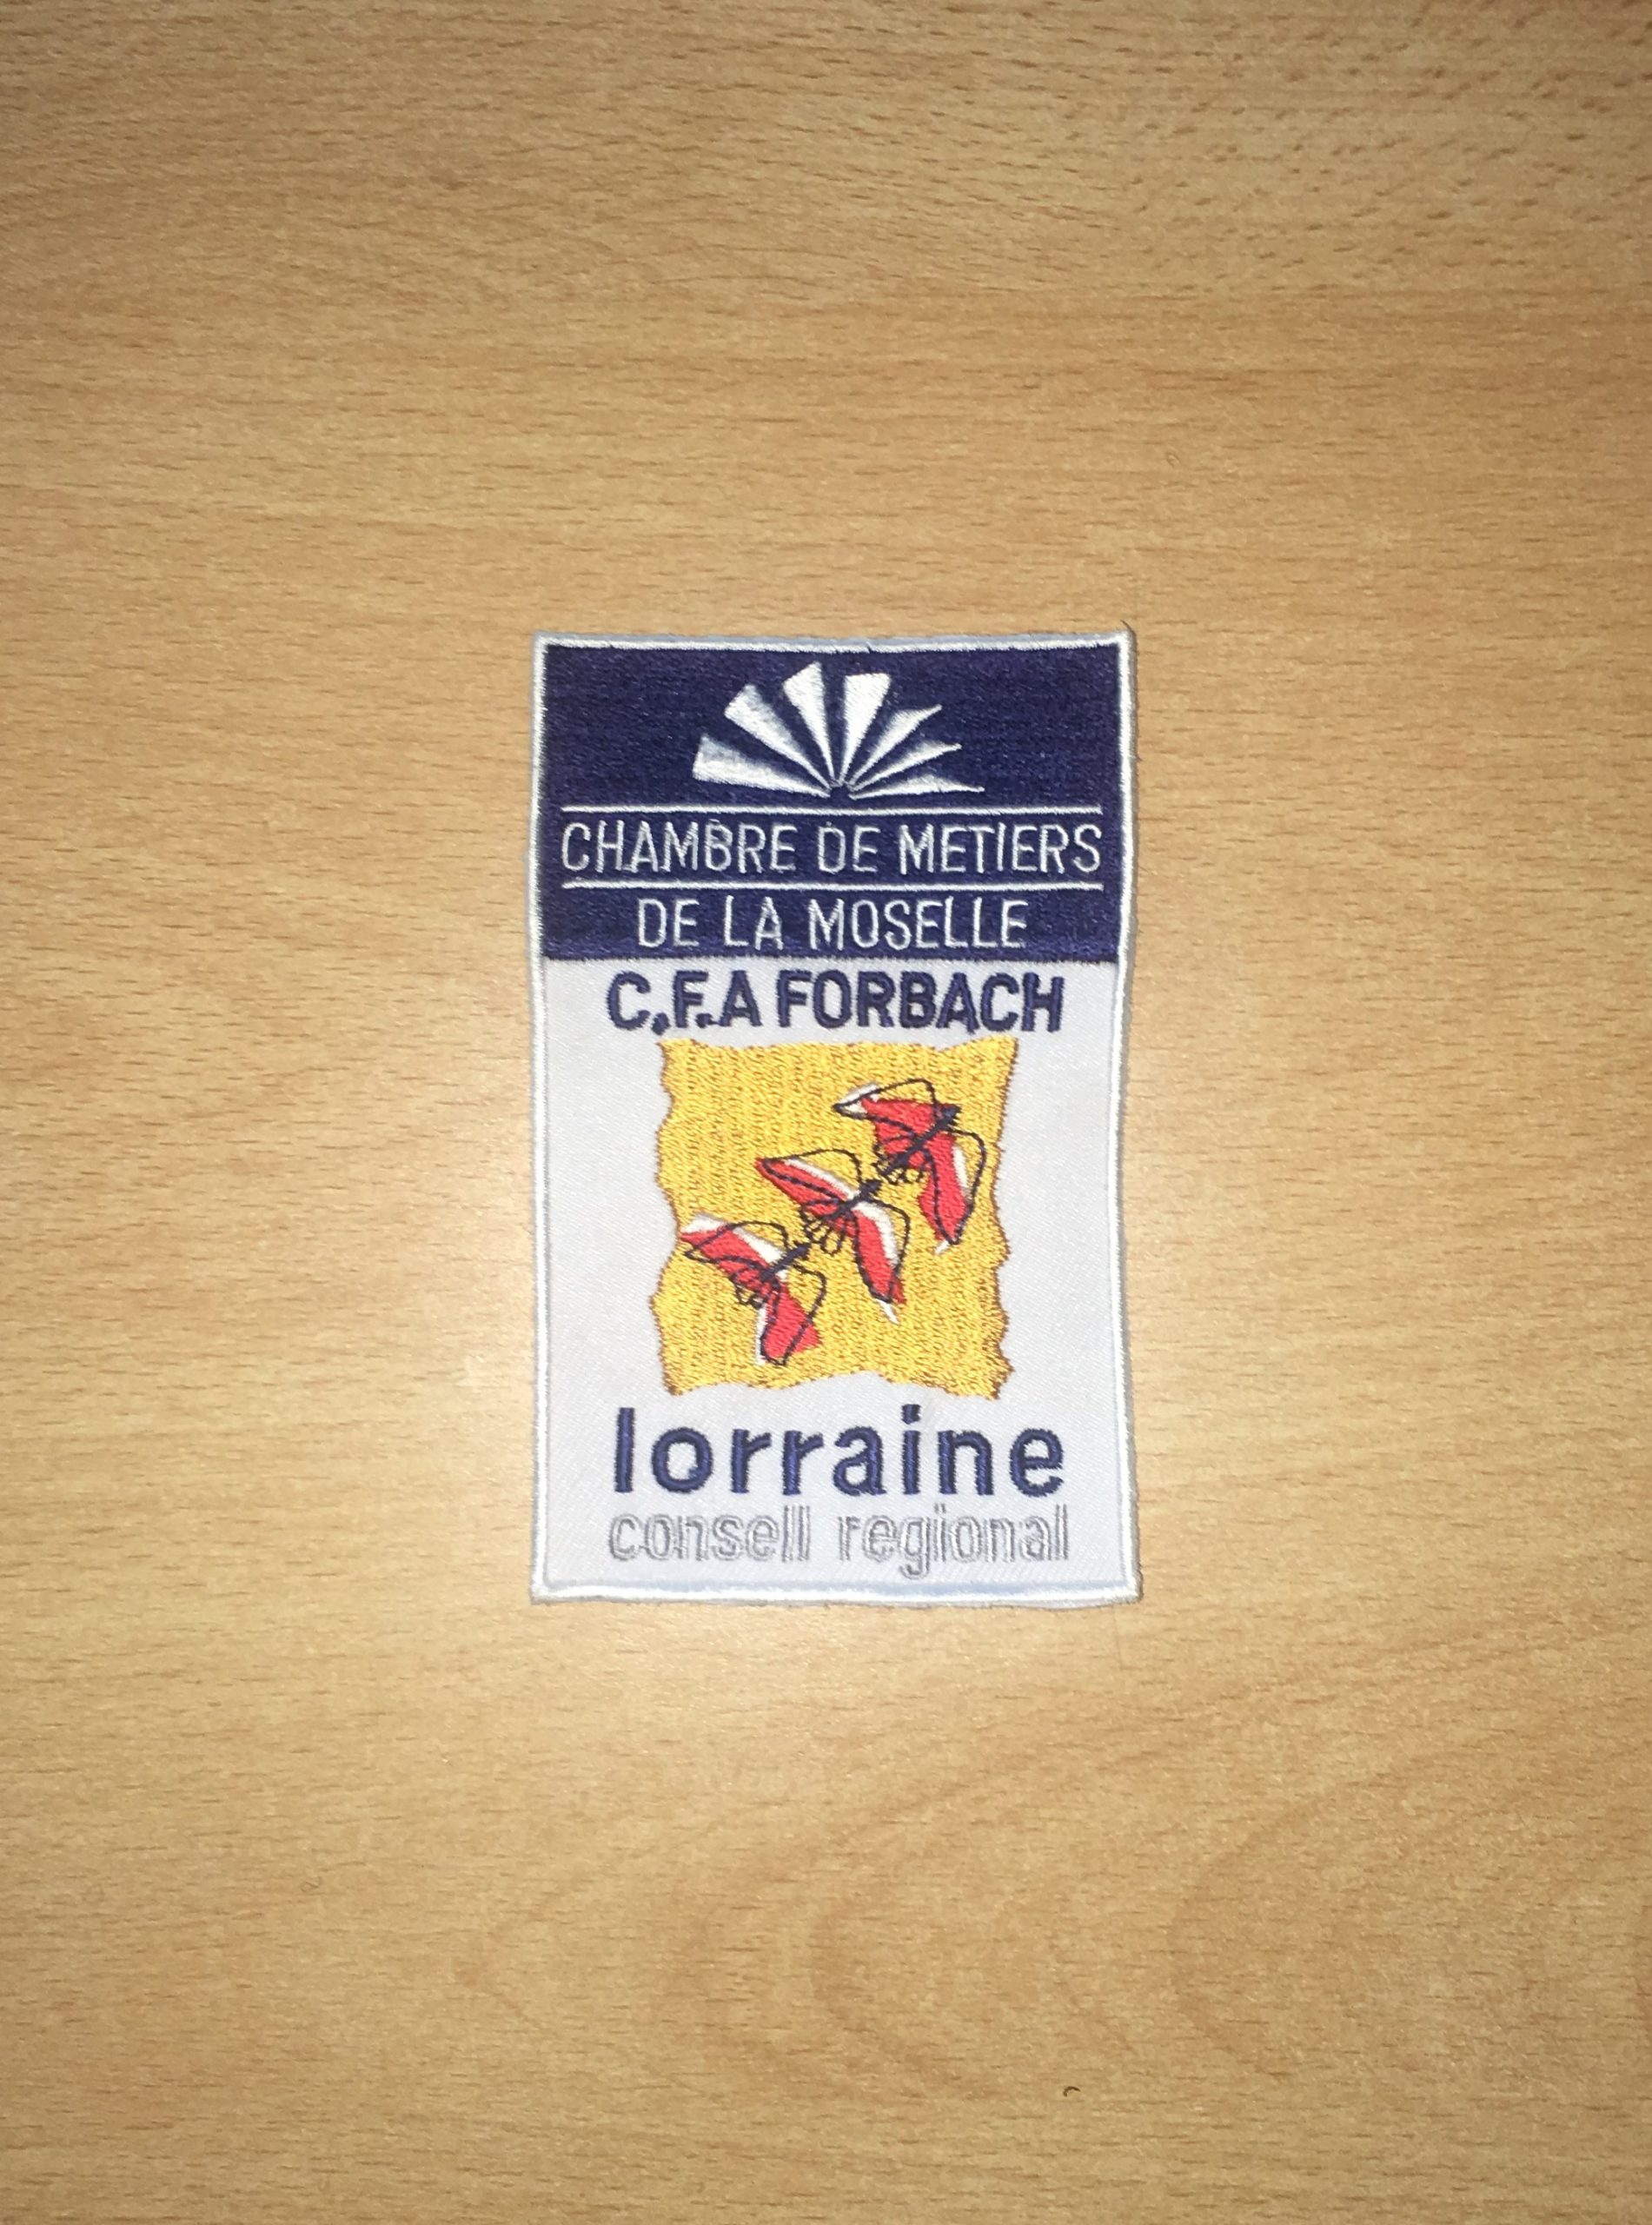 CHAMBRE DE METIERS
DE LA MOSELLE
C.F.A FORBACH
lorraine
conseil regional